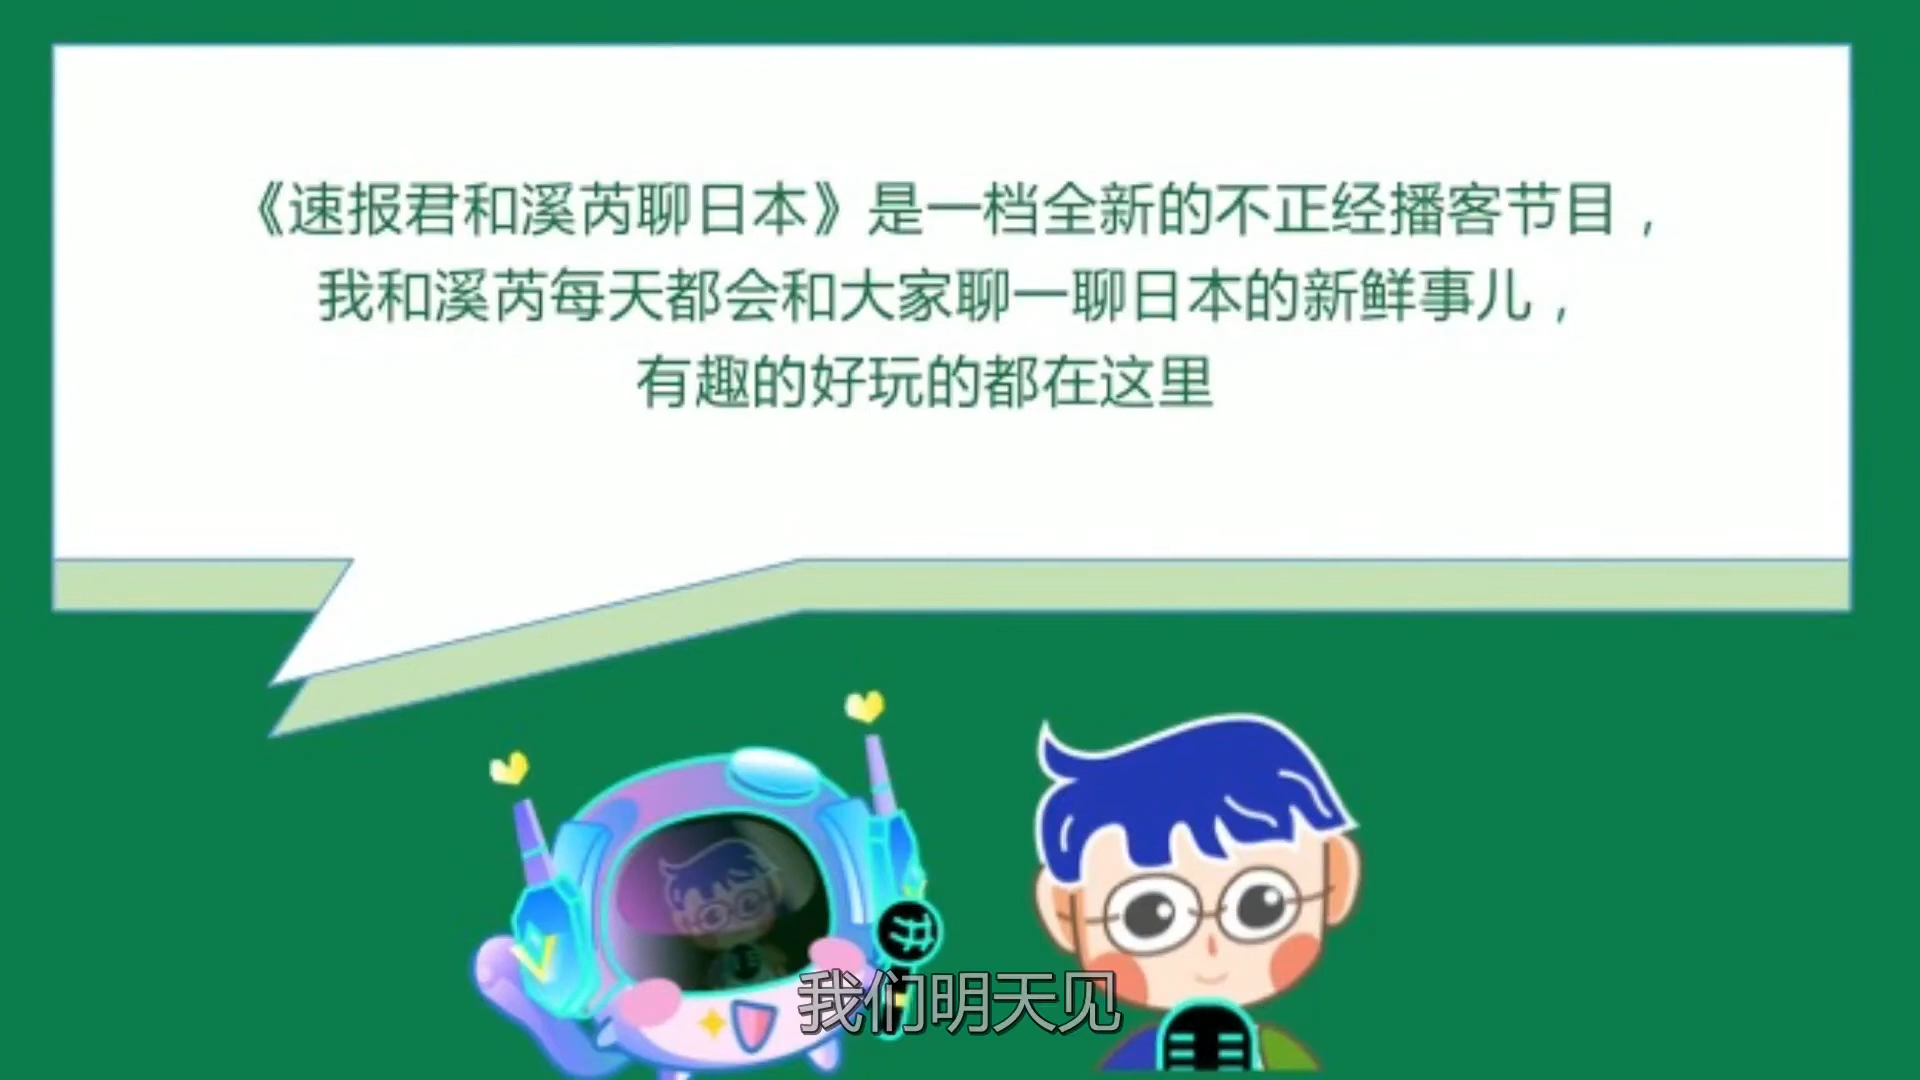 《速报君和溪芮聊日本》是一档全新的不正经播客节目，
我和溪芮每天都会和大家聊一聊日本的新鲜事儿，
有趣的好玩的都在这里
我们明天见